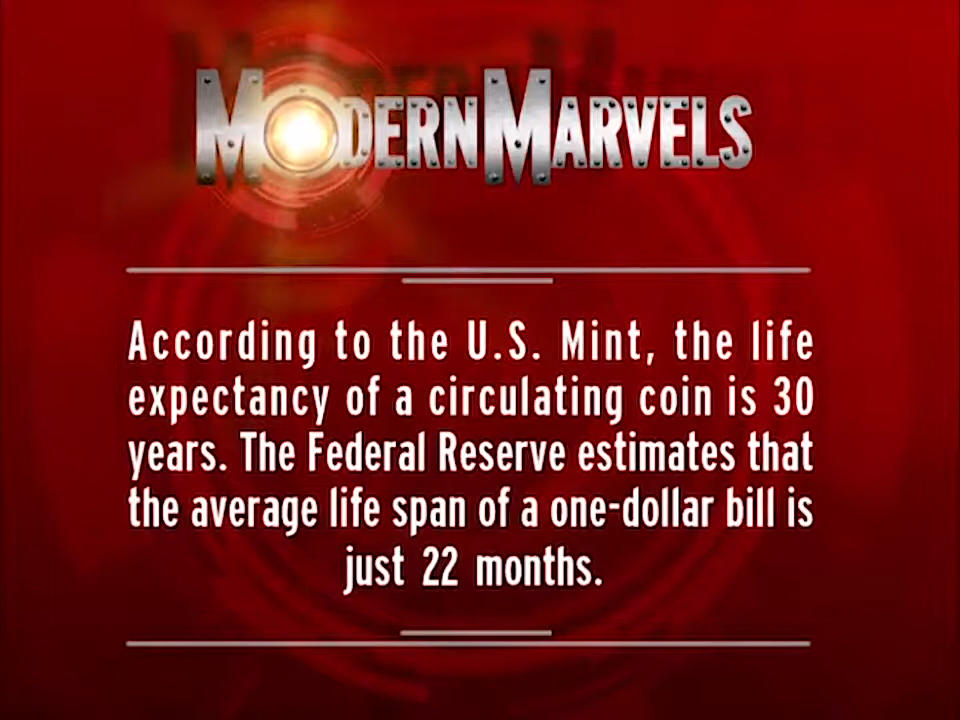 MODERN MARVELS
According to the U.S. Mint, the life
expectancy of a circulating coin is 30
years. The Federal Reserve estimates that
the average life span of a one-dollar bill is
just 22 months.